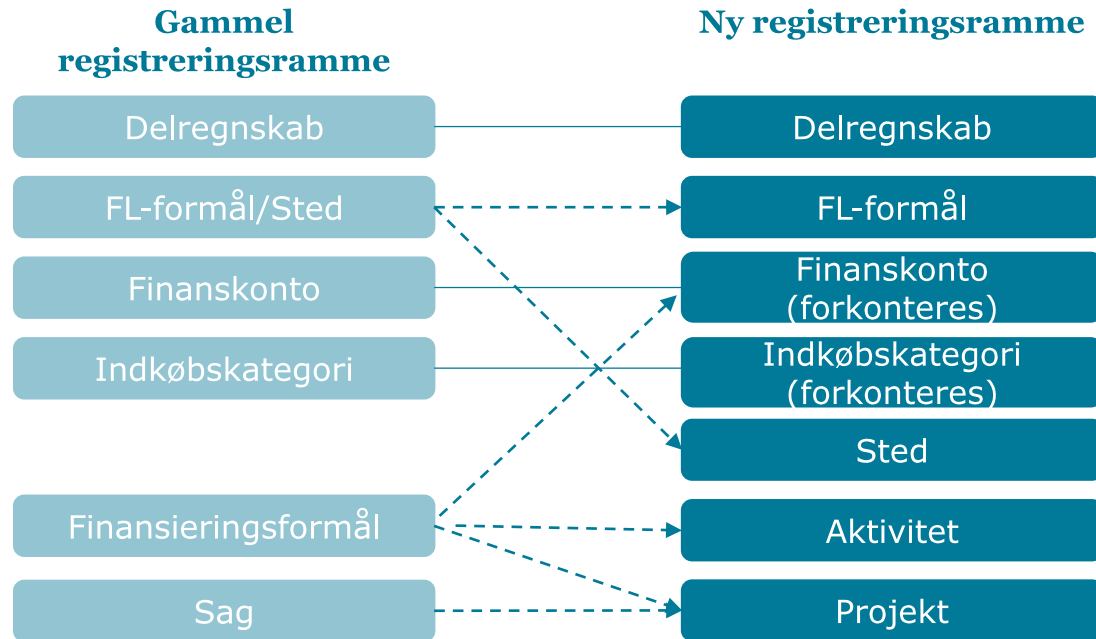 Gammel
registreringsramme
Ny registreringsramme
Delregnskab
Delregnskab
FL-formål/Sted
FL-formål
Finanskonto
Finanskonto
(forkonteres)
Indkøbskategori
Indkøbskategori
(forkonteres)
Sted
Finansieringsformål
Aktivitet
Sag
Projekt